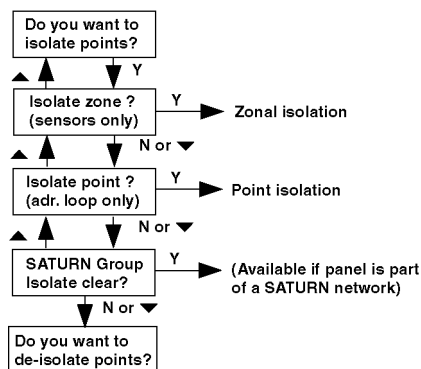 Do you want to
isolate points?
Y
Isolate zone ?
(sensors only)
Y
Zonal isolation
N or
Isolate point ?
(adr. loop only)
Y
Point isolation
N or
SATURN Group
Isolate clear?
Y
(Available if panel is part
of a SATURN network)
N or
Do you want to
de-isolate points?